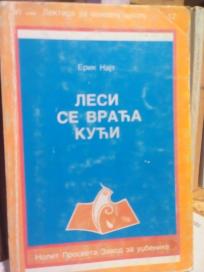 Лектира за основну школу
Ерик Најт
ЛЕСИ
СЕ ВРАЋА
КУЋИ
Нолит Просвета Завод за уџбенике